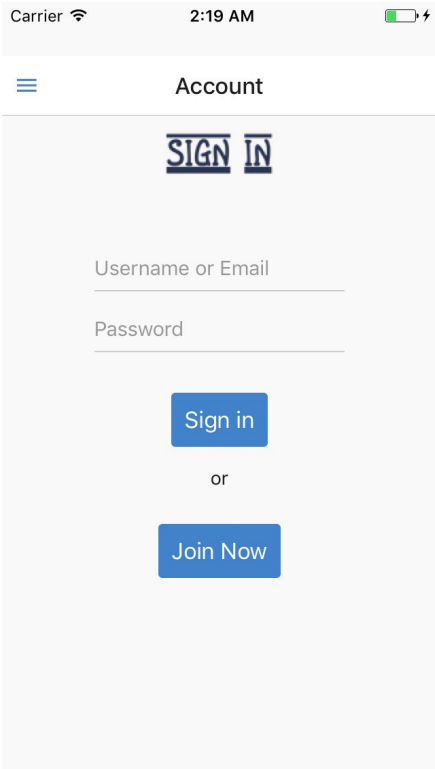 Carrier 2:19 AM
Account
SIGN IN
Username or Email
Password
Sign in
or
Join Now